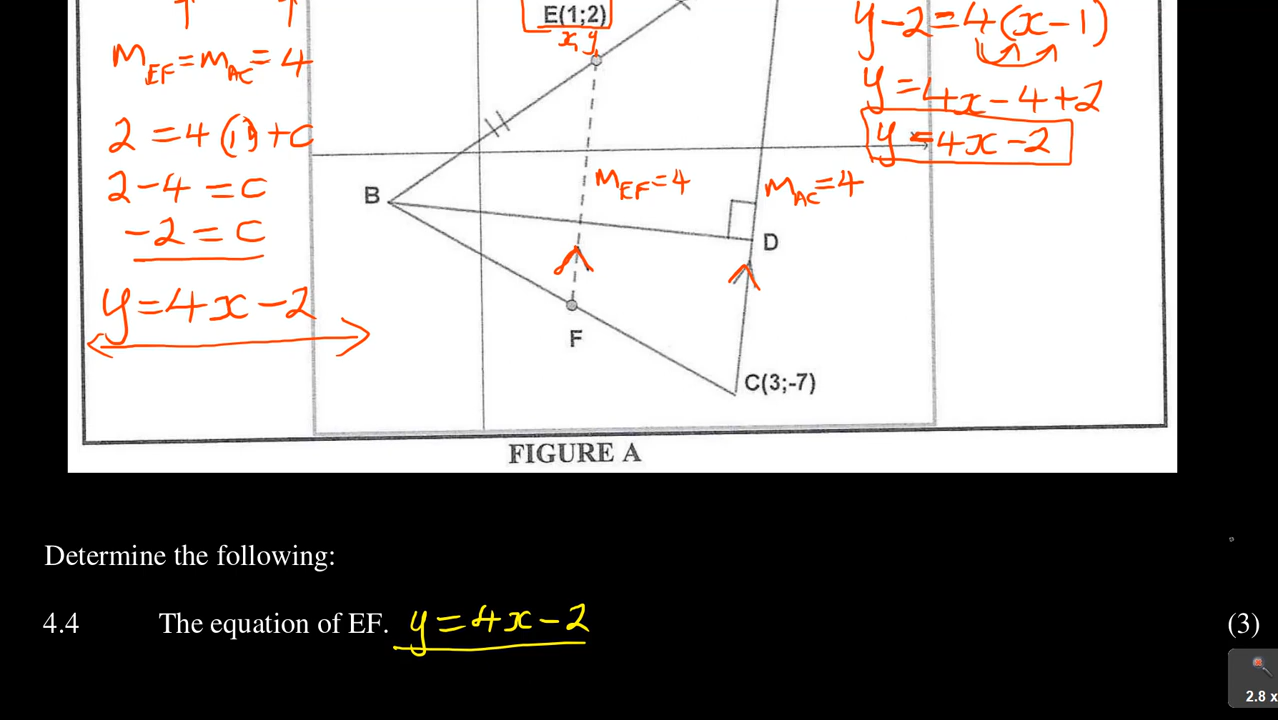 E(1;2)
x, y
M_EF = M_AC = 4
2 = 4(1) + c
2 - 4 = c
-2 = c
y = 4x - 2
y - 2 = 4(x - 1)
y = 4x - 4 + 2
y = 4x - 2
B
M_EF = 4
M_AC = 4
D
F
C(3;-7)
FIGURE A
Determine the following:
4.4 The equation of EF. y = 4x - 2 (3)
2.8 x